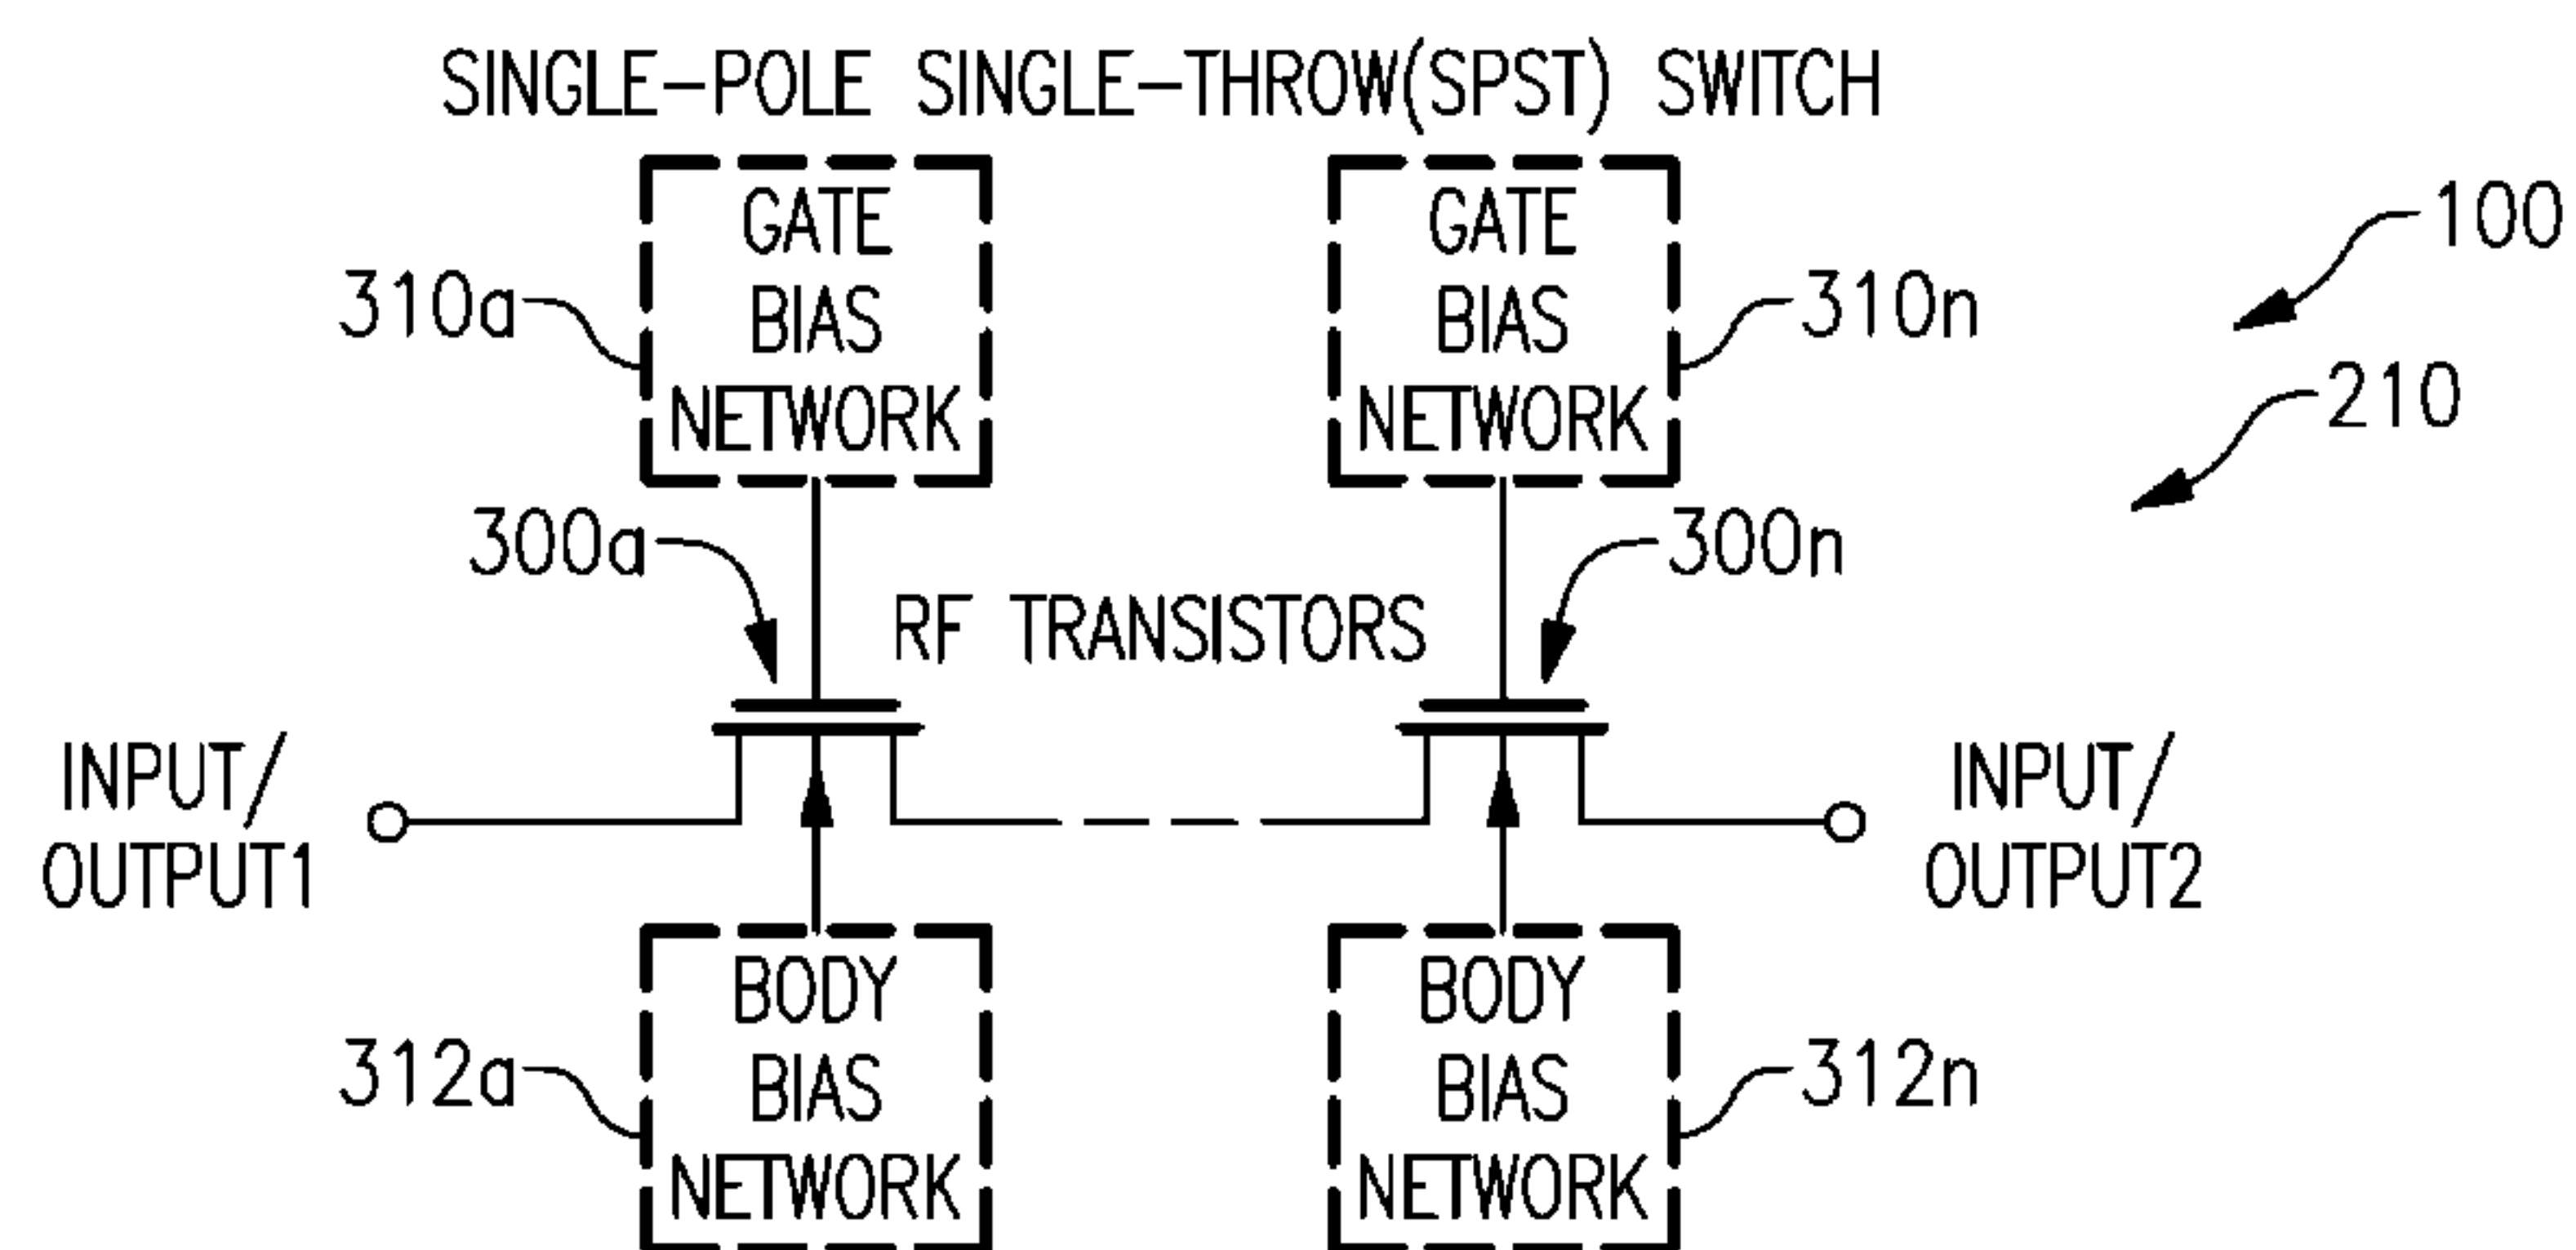 SINGLE-POLE SINGLE-THROW(SPST) SWITCH
GATE
BIAS
NETWORK
310a
GATE
BIAS
NETWORK
310n
100
210
300a
300n
RF TRANSISTORS
INPUT/
OUTPUT1
INPUT/
OUTPUT2
BODY
BIAS
NETWORK
312a
BODY
BIAS
NETWORK
312n